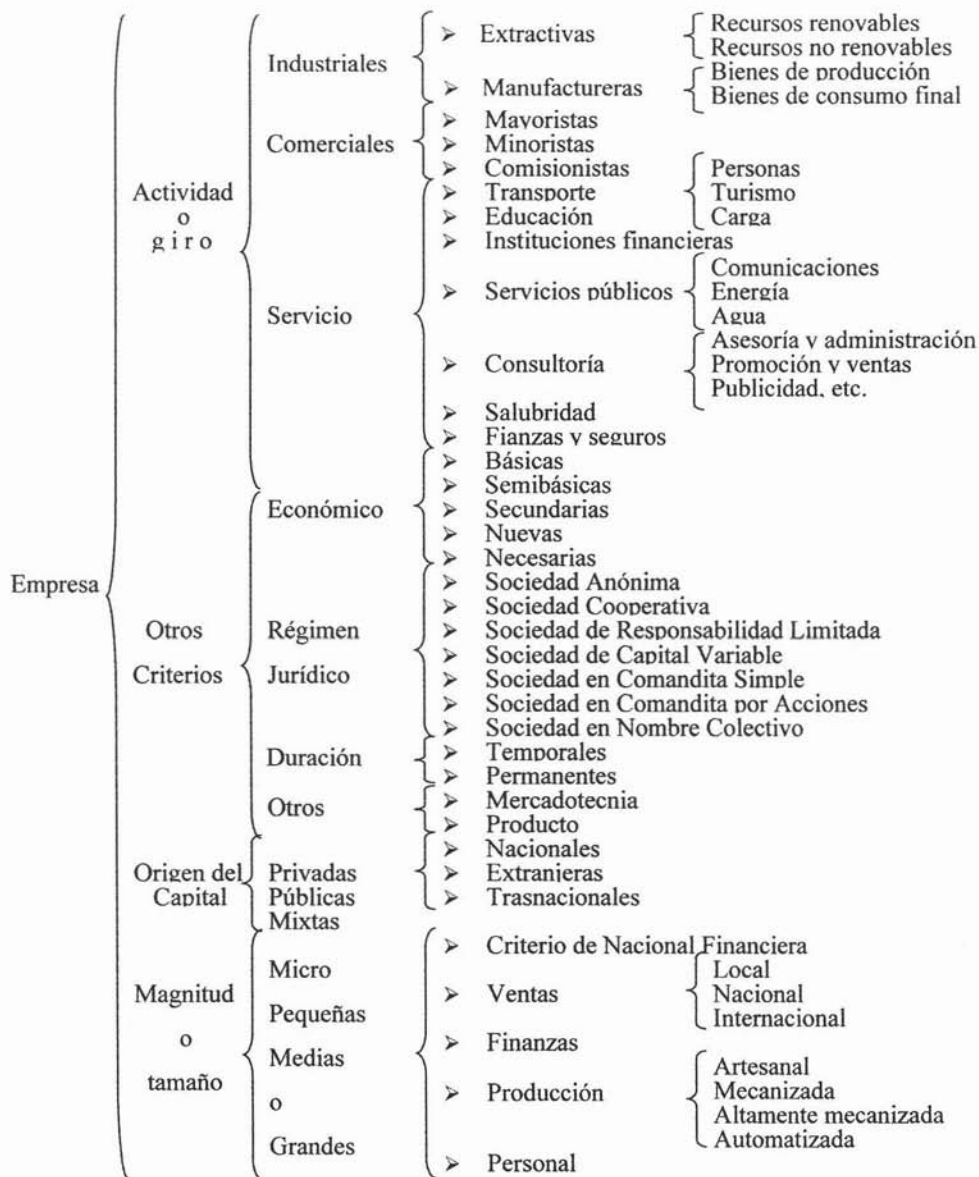 Empresa
Actividad
o
g i r o
Industriales
➢ Extractivas
Recursos renovables
Recursos no renovables
➢ Manufactureras
Bienes de producción
Bienes de consumo final
Comerciales
➢ Mayoristas
➢ Minoristas
➢ Comisionistas
Servicio
➢ Transporte
Personas
Turismo
Carga
➢ Educación
➢ Instituciones financieras
➢ Servicios públicos
Comunicaciones
Energía
Agua
➢ Consultoría
Asesoría y administración
Promoción y ventas
Publicidad, etc.
➢ Salubridad
➢ Fianzas y seguros
Otros
Criterios
Económico
➢ Básicas
➢ Semibásicas
➢ Secundarias
➢ Nuevas
➢ Necesarias
Régimen
Jurídico
➢ Sociedad Anónima
➢ Sociedad Cooperativa
➢ Sociedad de Responsabilidad Limitada
➢ Sociedad de Capital Variable
➢ Sociedad en Comandita Simple
➢ Sociedad en Comandita por Acciones
➢ Sociedad en Nombre Colectivo
Duración
➢ Temporales
➢ Permanentes
Otros
➢ Mercadotecnia
➢ Producto
Origen del
Capital
Privadas
Públicas
Mixtas
➢ Nacionales
➢ Extranjeras
➢ Trasnacionales
Magnitud
o
tamaño
Micro
Pequeñas
Medias
o
Grandes
➢ Criterio de Nacional Financiera
➢ Ventas
Local
Nacional
Internacional
➢ Finanzas
➢ Producción
Artesanal
Mecanizada
Altamente mecanizada
Automatizada
➢ Personal